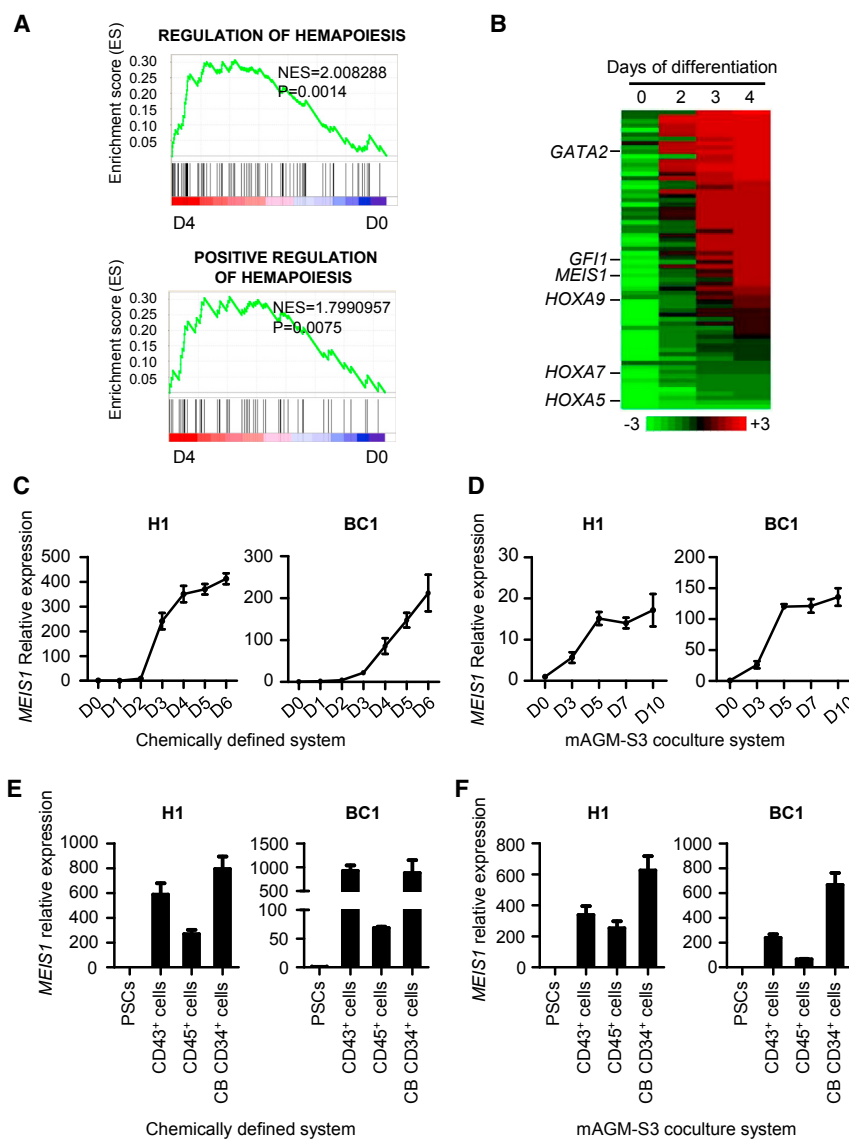 A
REGULATION OF HEMAPOIESIS
Enrichment score (ES)
0.30
0.25
0.20
0.15
0.10
0.05
NES=2.008288
P=0.0014
D4 D0
POSITIVE REGULATION
OF HEMAPOIESIS
Enrichment score (ES)
0.30
0.25
0.20
0.15
0.10
0.05
NES=1.7990957
P=0.0075
D4 D0
B
Days of differentiation
0 2 3 4
GATA2
GFI1
MEIS1
HOXA9
HOXA7
HOXA5
-3 +3
C
H1
MEIS1 Relative expression
500
400
300
200
100
0
D0 D1 D2 D3 D4 D5 D6
BC1
300
200
100
0
D0 D1 D2 D3 D4 D5 D6
Chemically defined system
D
H1
MEIS1 Relative expression
30
20
10
0
D0 D3 D5 D7 D10
BC1
200
150
100
50
0
D0 D3 D5 D7 D10
mAGM-S3 coculture system
E
H1
MEIS1 relative expression
1000
800
600
400
200
0
PSCs
CD43+ cells
CD45+ cells
CB CD34+ cells
BC1
1500
1000
500
100
50
0
PSCs
CD43+ cells
CD45+ cells
CB CD34+ cells
Chemically defined system
F
H1
MEIS1 relative expression
800
600
400
200
0
PSCs
CD43+ cells
CD45+ cells
CB CD34+ cells
BC1
1000
800
600
400
200
0
PSCs
CD43+ cells
CD45+ cells
CB CD34+ cells
mAGM-S3 coculture system